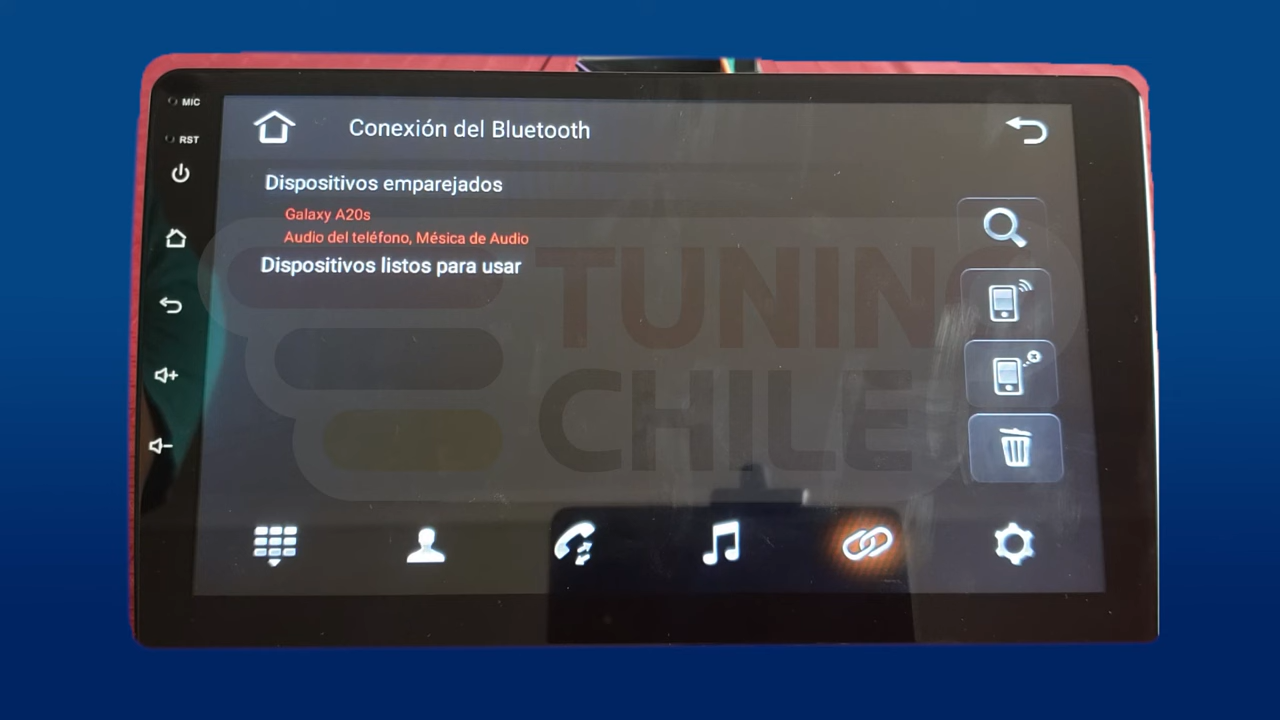 MIC
Conexión del Bluetooth
RST
Dispositivos emparejados
Galaxy A20s
Audio del teléfono, Mésica de Audio
Dispositivos listos para usar
TUNING
CHILE